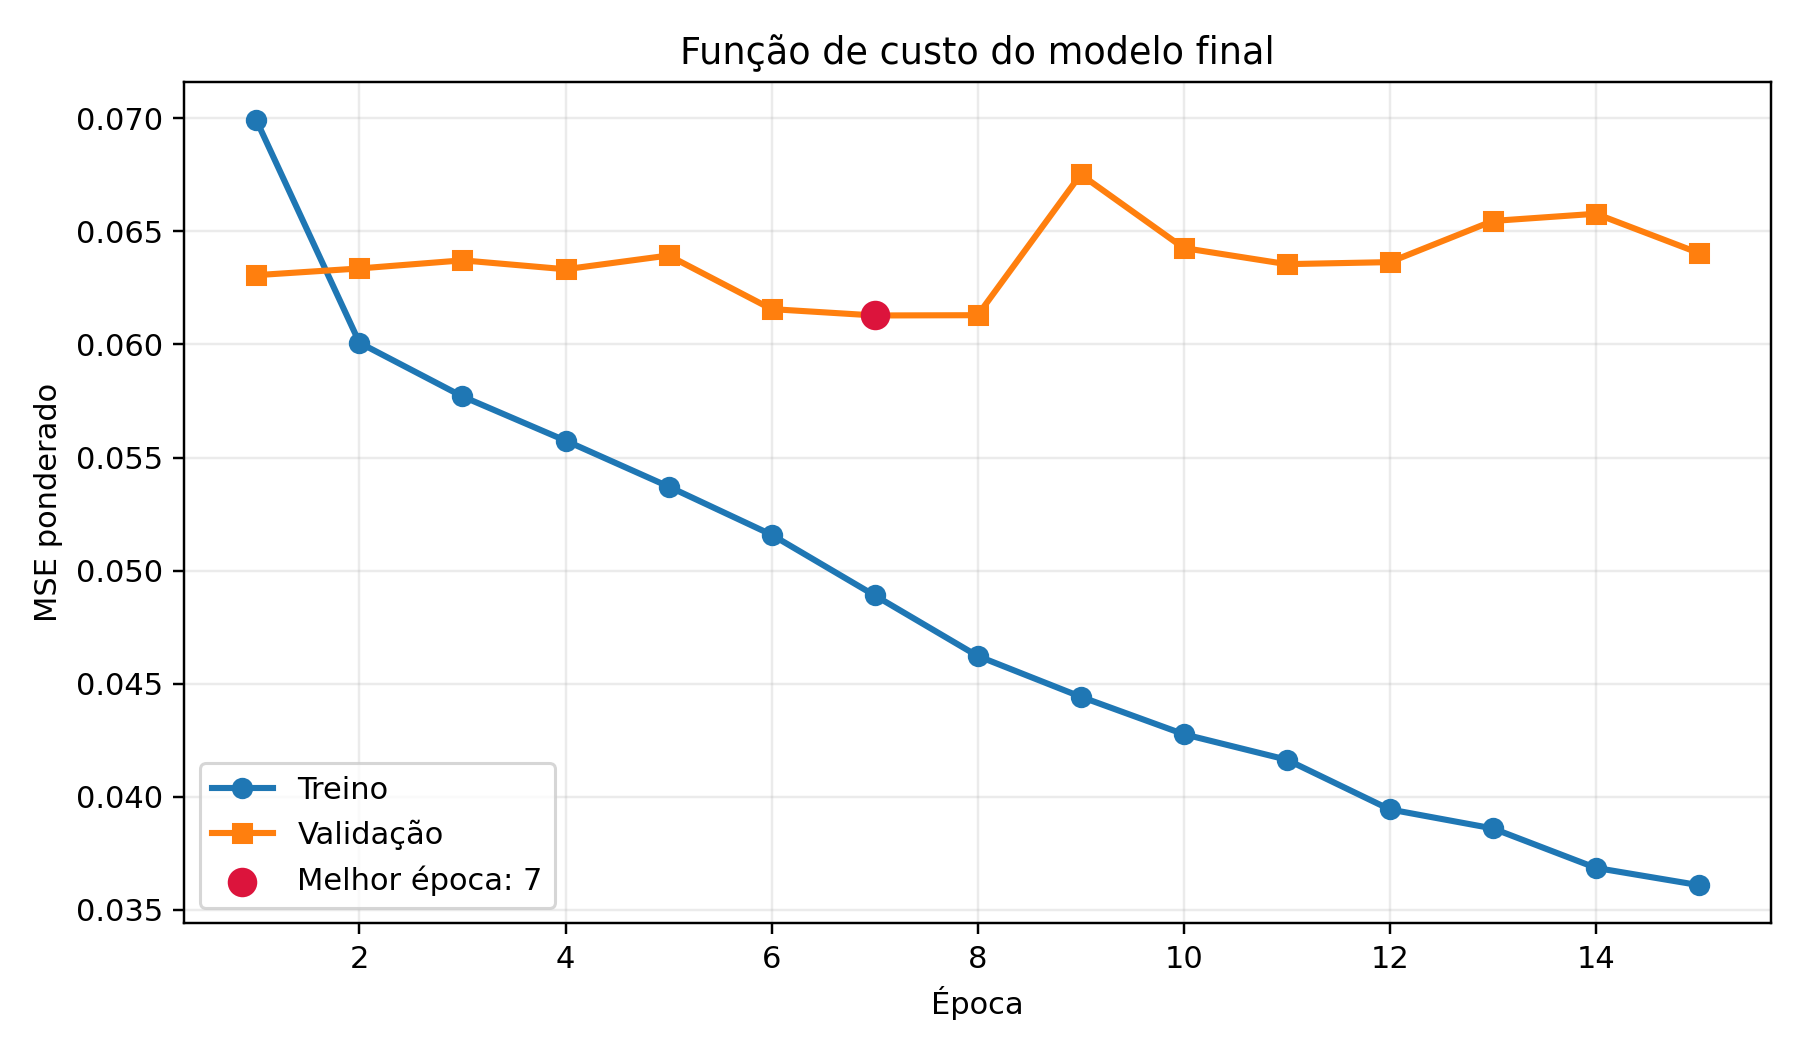 Função de custo do modelo final
MSE ponderado
0.070
0.065
0.060
0.055
0.050
0.045
0.040
0.035
Treino
Validação
Melhor época: 7
2 4 6 8 10 12 14
Época